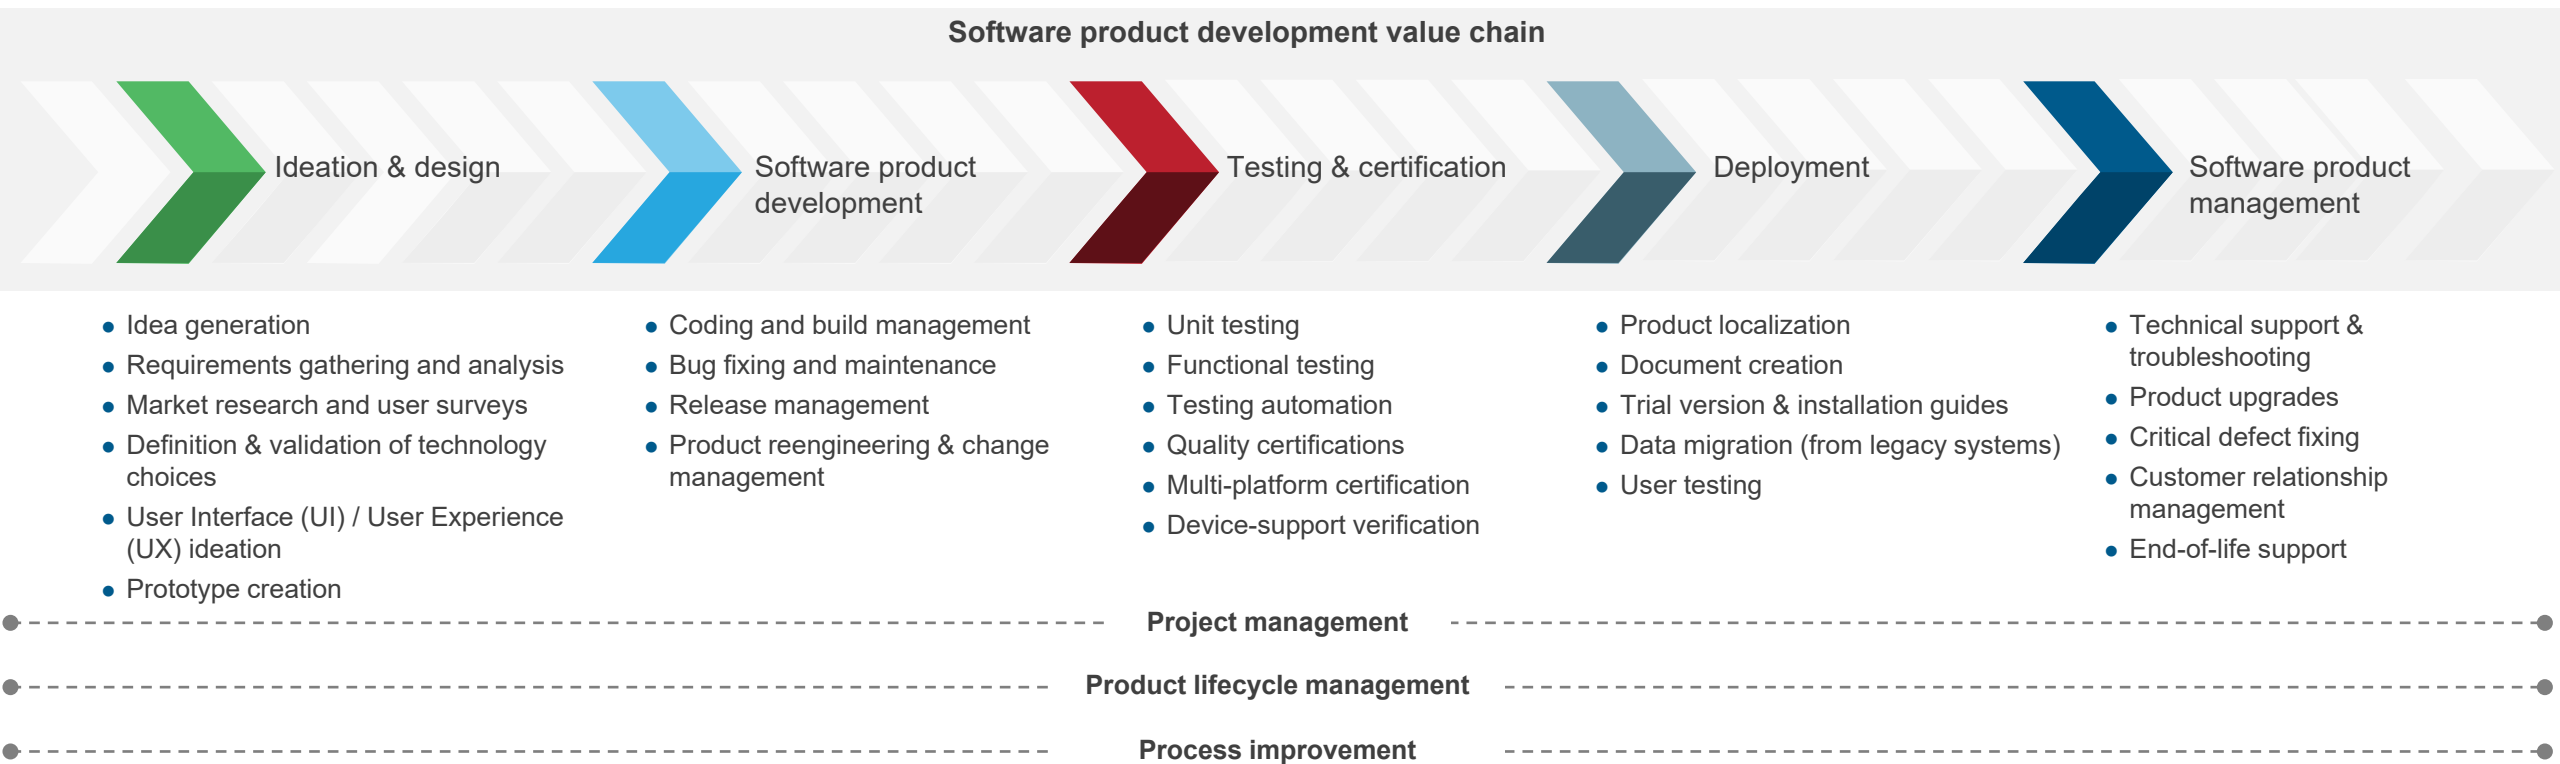 Software product development value chain
Ideation & design
Software product
development
Testing & certification
Deployment
Software product
management
● Idea generation
● Requirements gathering and analysis
● Market research and user surveys
● Definition & validation of technology
choices
● User Interface (UI) / User Experience
(UX) ideation
● Prototype creation
● Coding and build management
● Bug fixing and maintenance
● Release management
● Product reengineering & change
management
● Unit testing
● Functional testing
● Testing automation
● Quality certifications
● Multi-platform certification
● Device-support verification
● Product localization
● Document creation
● Trial version & installation guides
● Data migration (from legacy systems)
● User testing
● Technical support &
troubleshooting
● Product upgrades
● Critical defect fixing
● Customer relationship
management
● End-of-life support
Project management
Product lifecycle management
Process improvement